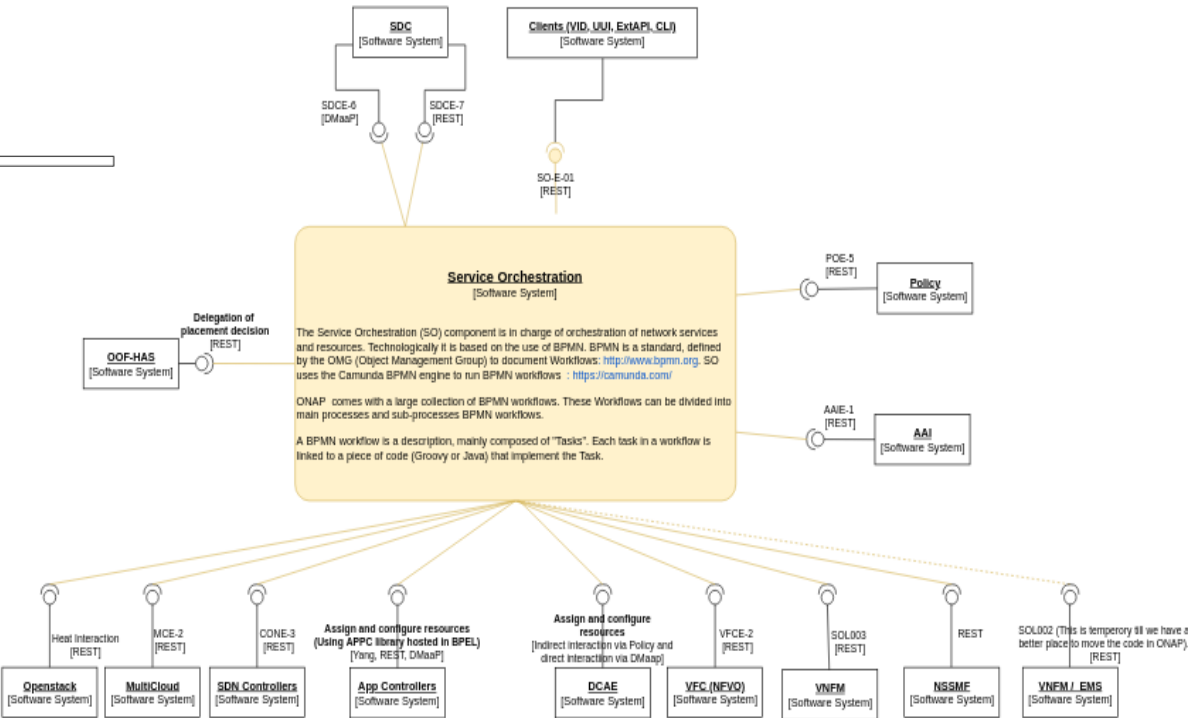 SDC
[Software System]
Clients (VID, UUI, ExtAPI, CLI)
[Software System]
SDCE-6
[DMaaP]
SDCE-7
[REST]
SO-E-01
[REST]
Service Orchestration
[Software System]
The Service Orchestration (SO) component is in charge of orchestration of network services
and resources. Technologically it is based on the use of BPMN. BPMN is a standard, defined
by the OMG (Object Management Group) to document Workflows: http://www.bpmn.org. SO
uses the Camunda BPMN engine to run BPMN workflows : https://camunda.com/
ONAP comes with a large collection of BPMN workflows. These Workflows can be divided into
main processes and sub-processes BPMN workflows.
A BPMN workflow is a description, mainly composed of "Tasks". Each task in a workflow is
linked to a piece of code (Groovy or Java) that implement the Task.
POE-5
[REST]
Policy
[Software System]
Delegation of
placement decision
[REST]
OOF-HAS
[Software System]
AAIE-1
[REST]
AAI
[Software System]
Heat Interaction
[REST]
MCE-2
[REST]
CONE-3
[REST]
Assign and configure resources
(Using APPC library hosted in BPEL)
[Yang, REST, DMaaP]
Assign and configure
resources
[Indirect interaction via Policy and
direct interactiion via DMaap]
VFCE-2
[REST]
SOL003
[REST]
REST
SOL002 (This is temperory till we have a
better place to move the code in ONAP).
[REST]
Openstack
[Software System]
MultiCloud
[Software System]
SDN Controllers
[Software System]
App Controllers
[Software System]
DCAE
[Software System]
VFC (NFVO)
[Software System]
VNFM
[Software System]
NSSMF
[Software System]
VNFM / EMS
[Software System]